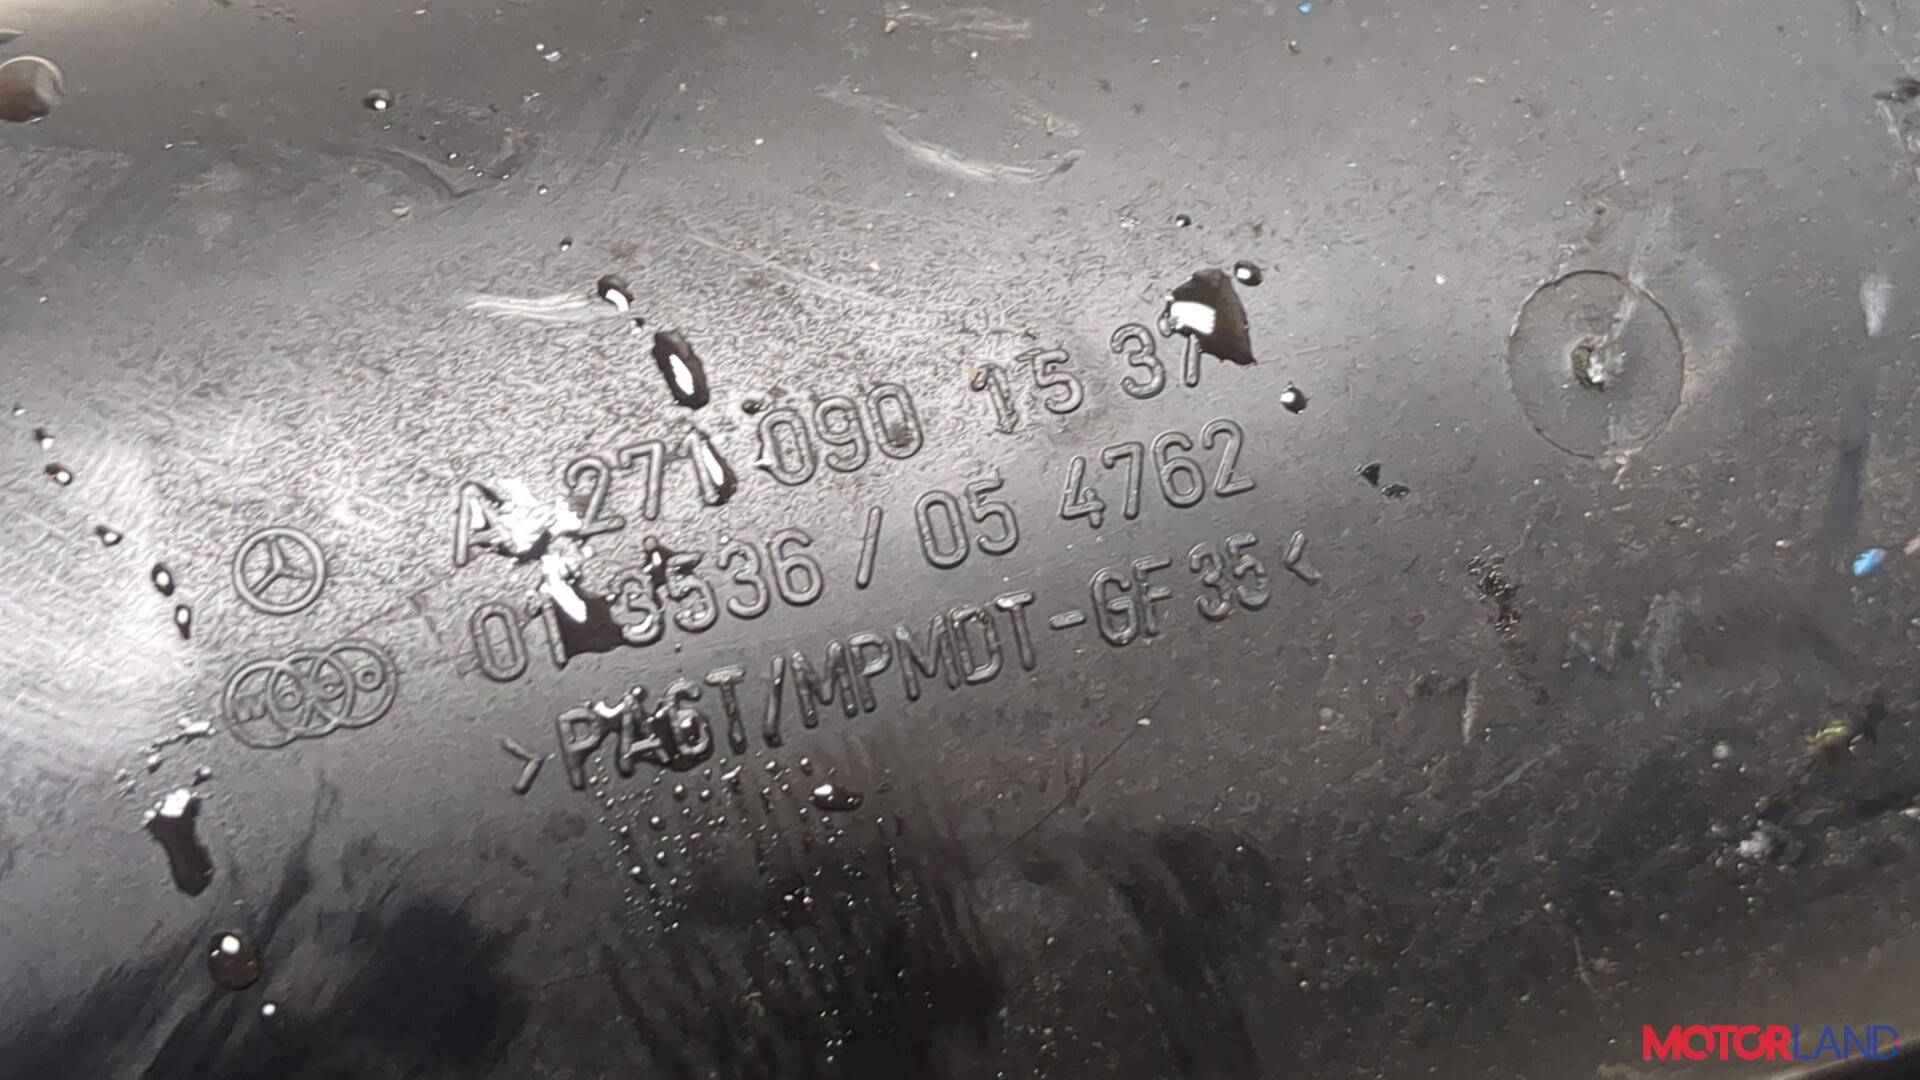 A 271 090 15 37
01 3536 / 05 4762
>PA6T/MPMDT-GF35<
MOTORLAND